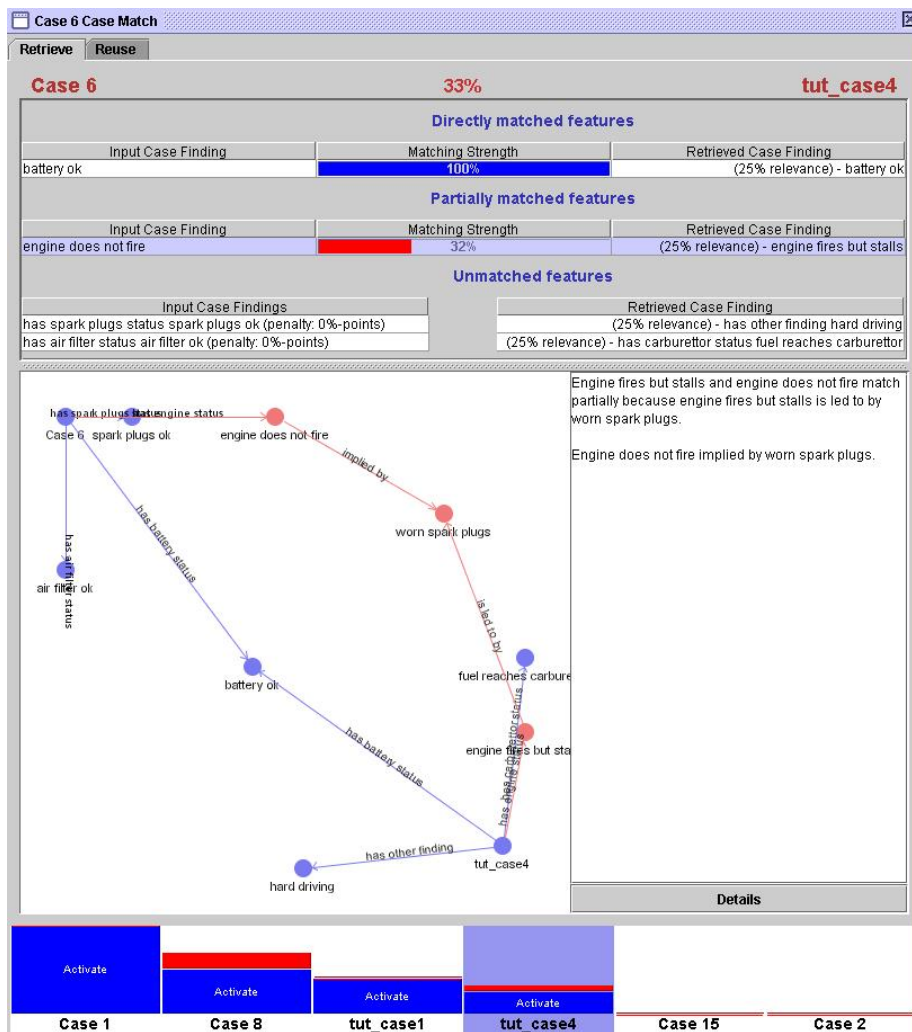 Case 6 Case Match
Retrieve Reuse
Case 6 33% tut_case4
Directly matched features
Input Case Finding Matching Strength Retrieved Case Finding
battery ok 100% (25% relevance) - battery ok
Partially matched features
Input Case Finding Matching Strength Retrieved Case Finding
engine does not fire 32% (25% relevance) - engine fires but stalls
Unmatched features
Input Case Findings Retrieved Case Finding
has spark plugs status spark plugs ok (penalty: 0%-points) (25% relevance) - has other finding hard driving
has air filter status air filter ok (penalty: 0%-points) (25% relevance) - has carburettor status fuel reaches carburettor
Engine fires but stalls and engine does not fire match
partially because engine fires but stalls is led to by
worn spark plugs.
Engine does not fire implied by worn spark plugs.
has spark plugs status engine status
Case 6 spark plugs ok engine does not fire
implied by
worn spark plugs
has battery status
has air filter status
air filter ok
is led to by
battery ok
fuel reaches carbure
has carburettor status
has engine status
engine fires but sta
has battery status
has other finding
tut_case4
hard driving
Details
Activate Activate Activate Activate
Case 1 Case 8 tut_case1 tut_case4 Case 15 Case 2